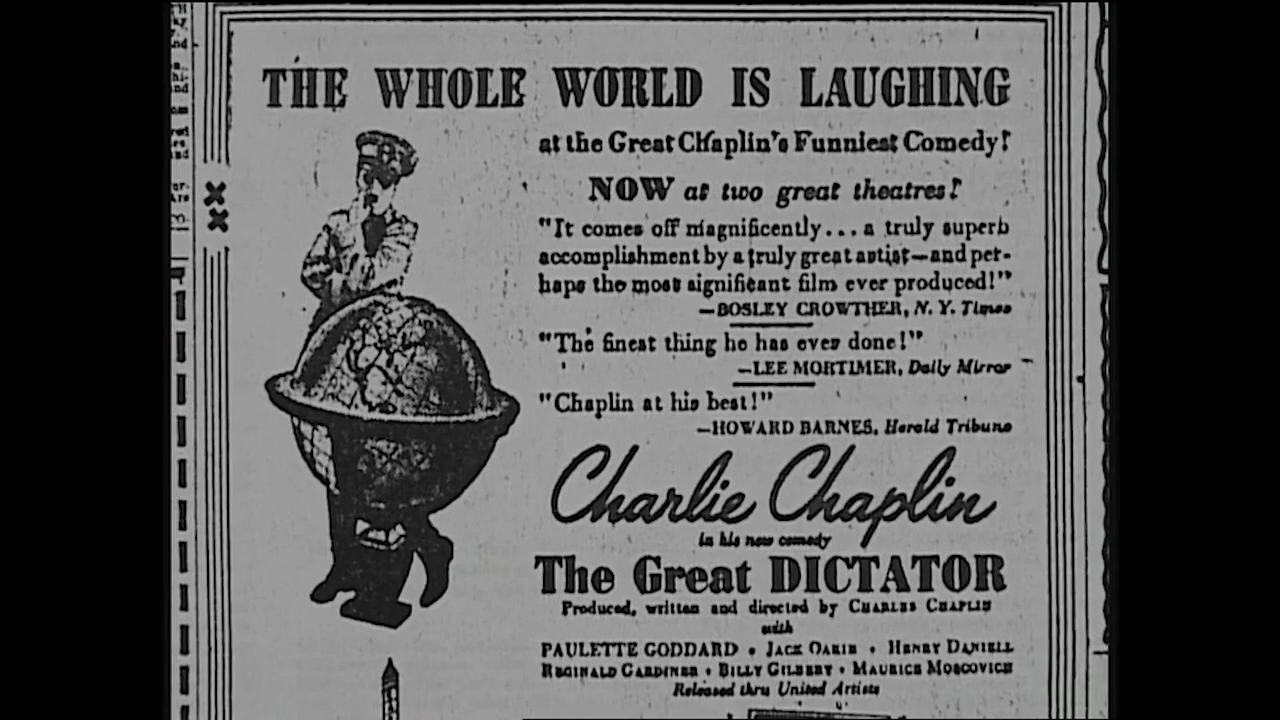 THE WHOLE WORLD IS LAUGHING
at the Great Chaplin's Funniest Comedy!
NOW at two great theatres!
"It comes off magnificently... a truly superb
accomplishment by a truly great artist—and per-
haps the most significant film ever produced!"
—BOSLEY CROWTHER, N. Y. Times
"The finest thing he has ever done!"
—LEE MORTIMER, Daily Mirror
"Chaplin at his best!"
—HOWARD BARNES, Herald Tribune
Charlie Chaplin
in his new comedy
The Great DICTATOR
Produced, written and directed by CHARLES CHAPLIN
with
PAULETTE GODDARD • JACK OAKIE • HENRY DANIELL
REGINALD GARDINER • BILLY GILBERT • MAURICE MOSCOVICH
Released thru United Artists